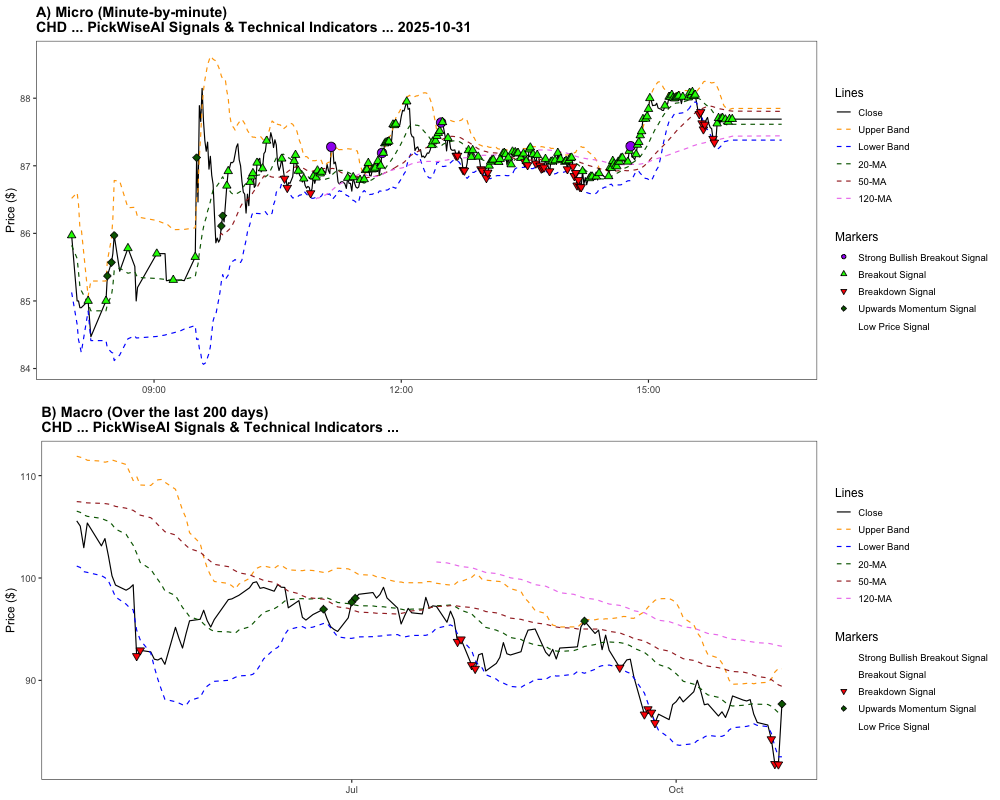 A) Micro (Minute-by-minute)
CHD ... PickWiseAI Signals & Technical Indicators ... 2025-10-31
Price ($)
88
87
86
85
84
09:00
12:00
15:00
Lines
Close
Upper Band
Lower Band
20-MA
50-MA
120-MA
Markers
Strong Bullish Breakout Signal
Breakout Signal
Breakdown Signal
Upwards Momentum Signal
Low Price Signal
B) Macro (Over the last 200 days)
CHD ... PickWiseAI Signals & Technical Indicators ...
Price ($)
110
100
90
Jul
Oct
Lines
Close
Upper Band
Lower Band
20-MA
50-MA
120-MA
Markers
Strong Bullish Breakout Signal
Breakout Signal
Breakdown Signal
Upwards Momentum Signal
Low Price Signal